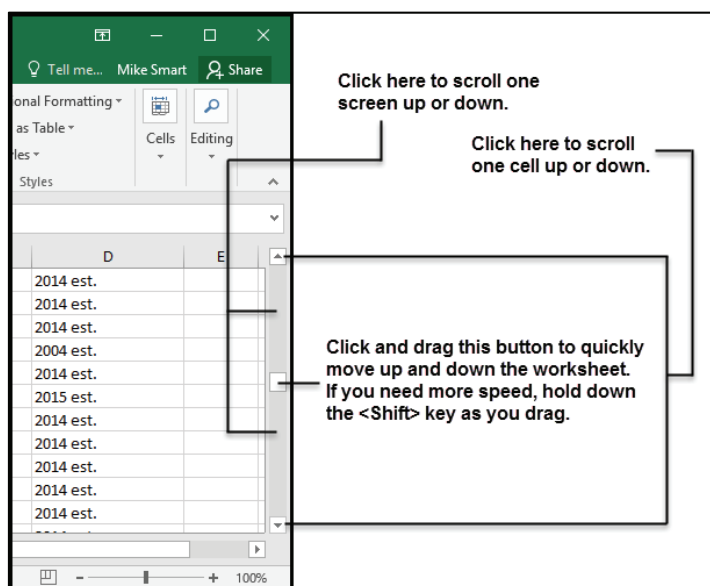 Tell me... Mike Smart Share
onal Formatting
as Table
les
Cells Editing
Styles
D E
2014 est.
2014 est.
2014 est.
2004 est.
2014 est.
2015 est.
2014 est.
2014 est.
2014 est.
2014 est.
2014 est.
100%
Click here to scroll one
screen up or down.
Click here to scroll
one cell up or down.
Click and drag this button to quickly
move up and down the worksheet.
If you need more speed, hold down
the <Shift> key as you drag.